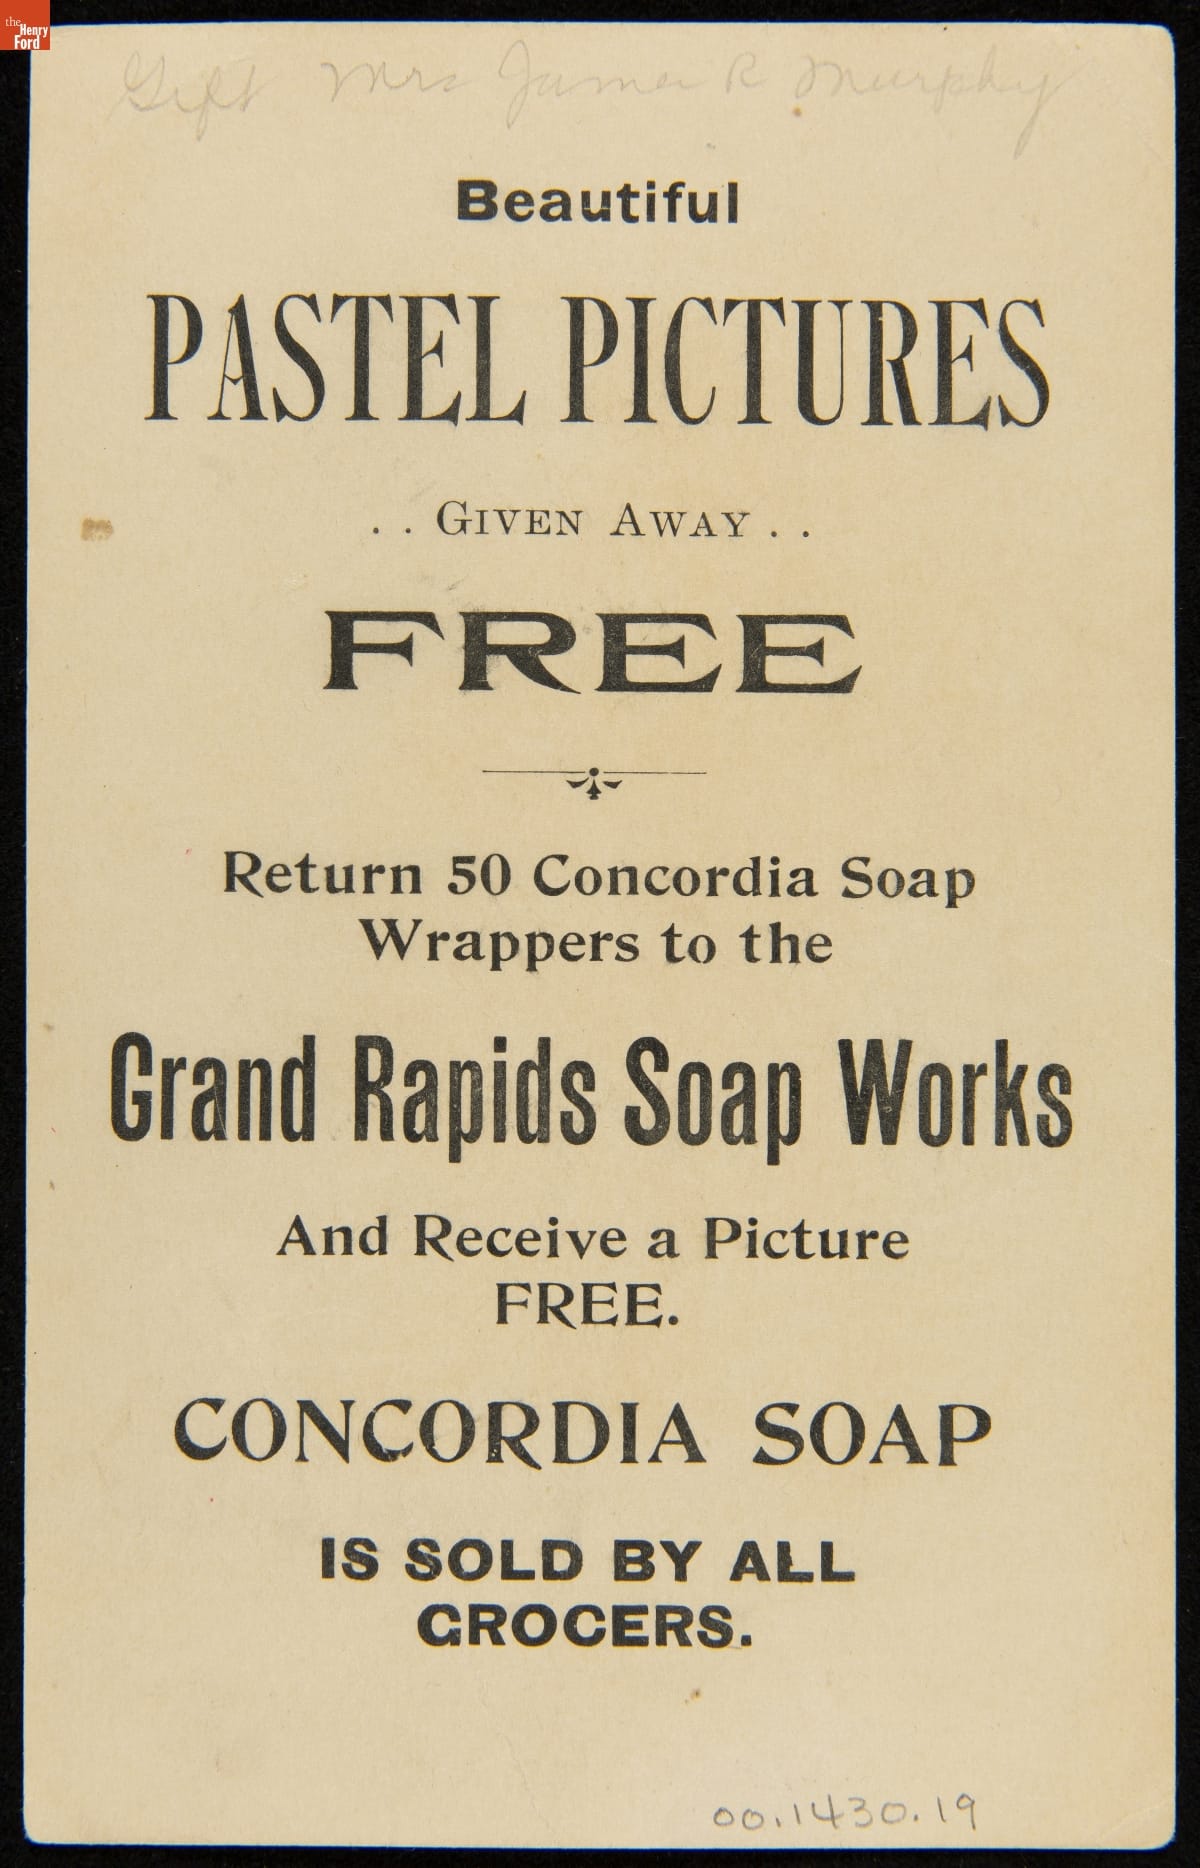 the
Henry
Ford
Gift Mrs James R Murphy
Beautiful
PASTEL PICTURES
. . GIVEN AWAY . .
FREE
Return 50 Concordia Soap
Wrappers to the
Grand Rapids Soap Works
And Receive a Picture
FREE.
CONCORDIA SOAP
IS SOLD BY ALL
GROCERS.
00.1430.19